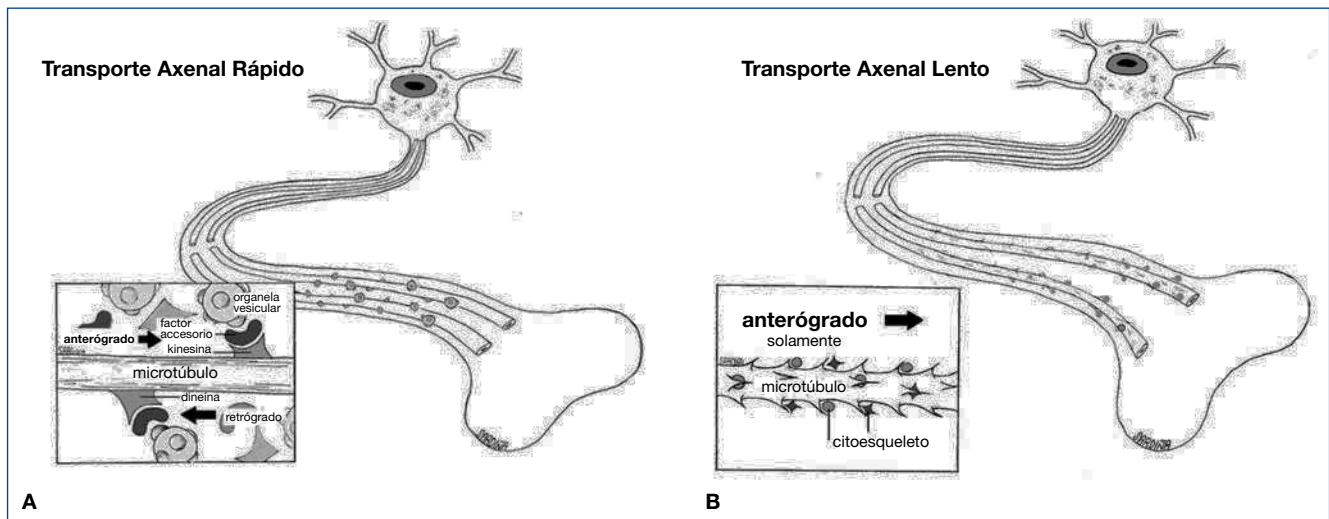 Transporte Axenal Rápido
organela
vesicular
factor
accesorio
anterógrado
kinesina
microtúbulo
dineína
retrógrado
A
Transporte Axenal Lento
anterógrado
solamente
microtúbulo
citoesqueleto
B